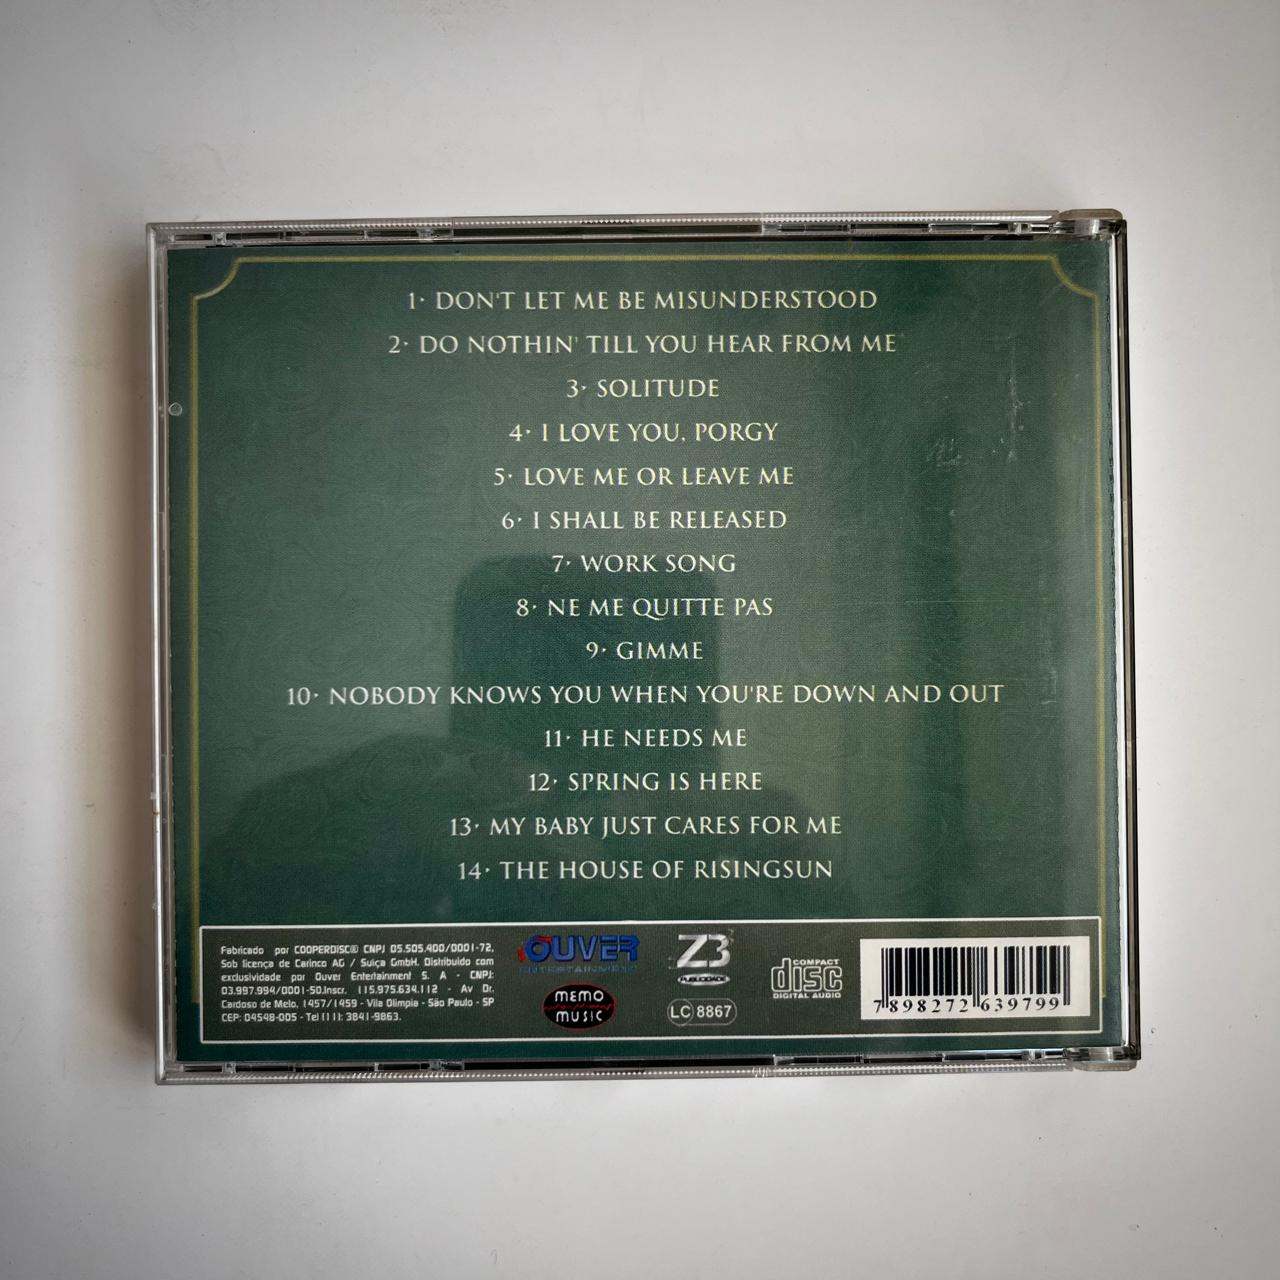 1· DON'T LET ME BE MISUNDERSTOOD
2· DO NOTHIN' TILL YOU HEAR FROM ME
3· SOLITUDE
4· I LOVE YOU, PORGY
5· LOVE ME OR LEAVE ME
6· I SHALL BE RELEASED
7· WORK SONG
8· NE ME QUITTE PAS
9· GIMME
10· NOBODY KNOWS YOU WHEN YOU'RE DOWN AND OUT
11· HE NEEDS ME
12· SPRING IS HERE
13· MY BABY JUST CARES FOR ME
14· THE HOUSE OF RISINGSUN
Fabricado por COOPERDISC® CNPJ 05.505.400/0001-72.
Sob licença de Carinco AG / Suiça GmbH. Distribuido com
exclusividade por Ouver Entertainment S. A - CNPJ:
03.997.994/0001-50.Inscr. 115.975.634.112 - Av Dr.
Cardoso de Melo, 1457/1459 - Vila Olimpia - São Paulo - SP
CEP: 04548-005 - Tel (11): 3841-9863.
OUVER
ENTERTAINMENT
MEMO
MUSIC
Z3
LC 8867
COMPACT
disc
DIGITAL AUDIO
7 898272 639799